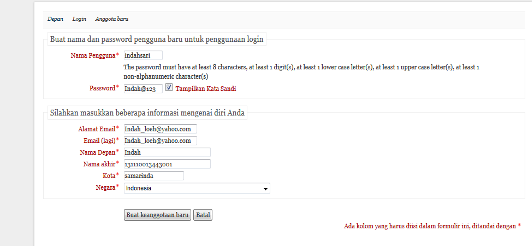 Depan Login Anggota baru
Buat nama dan password pengguna baru untuk penggunaan login
Nama Pengguna* indahsari
The password must have at least 8 characters, at least 1 digit(s), at least 1 lower case letter(s), at least 1 upper case letter(s), at least 1
non-alphanumeric character(s)
Password* Indah@123 Tampilkan Kata Sandi
Silahkan masukkan beberapa informasi mengenai diri Anda
Alamat Email* Indah_loeh@yahoo.com
Email (lagi)* Indah_loeh@yahoo.com
Nama Depan* Indah
Nama akhir*
Kota* samarinda
Negara* Indonesia
Buat keanggotaan baru Batal
Ada kolom yang harus diisi dalam formulir ini, ditandai dengan *